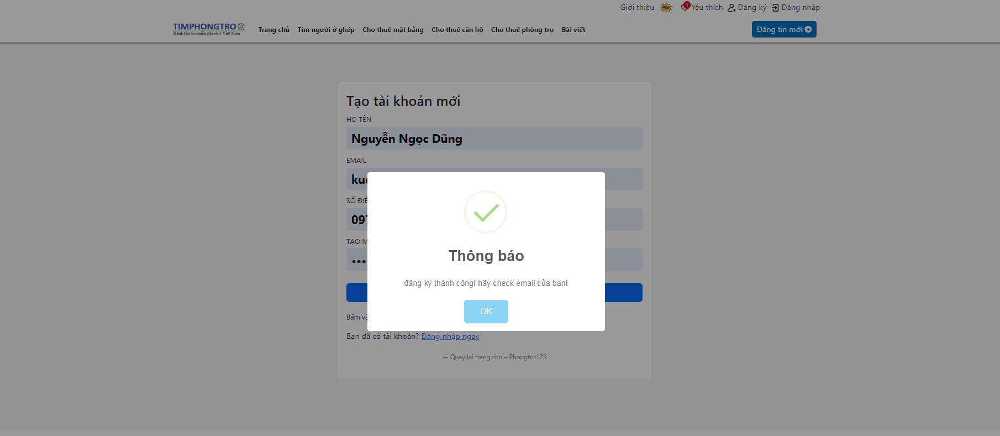 Giới thiệu NEW 1 Yêu thích Đăng ký Đăng nhập
TIMPHONGTRO
Kênh tìm trọ miễn phí số 1 Việt Nam
Trang chủ Tìm người ở ghép Cho thuê mặt bằng Cho thuê căn hộ Cho thuê phòng trọ Bài viết Đăng tin mới
Tạo tài khoản mới
HỌ TÊN
Nguyễn Ngọc Dũng
EMAIL
SỐ
097
TẠO
Thông báo
đăng ký thành công! hãy check email của bạn!
OK
Bấm
Bạn đã có tài khoản? Đăng nhập ngay
← Quay lại trang chủ – Phongtro123